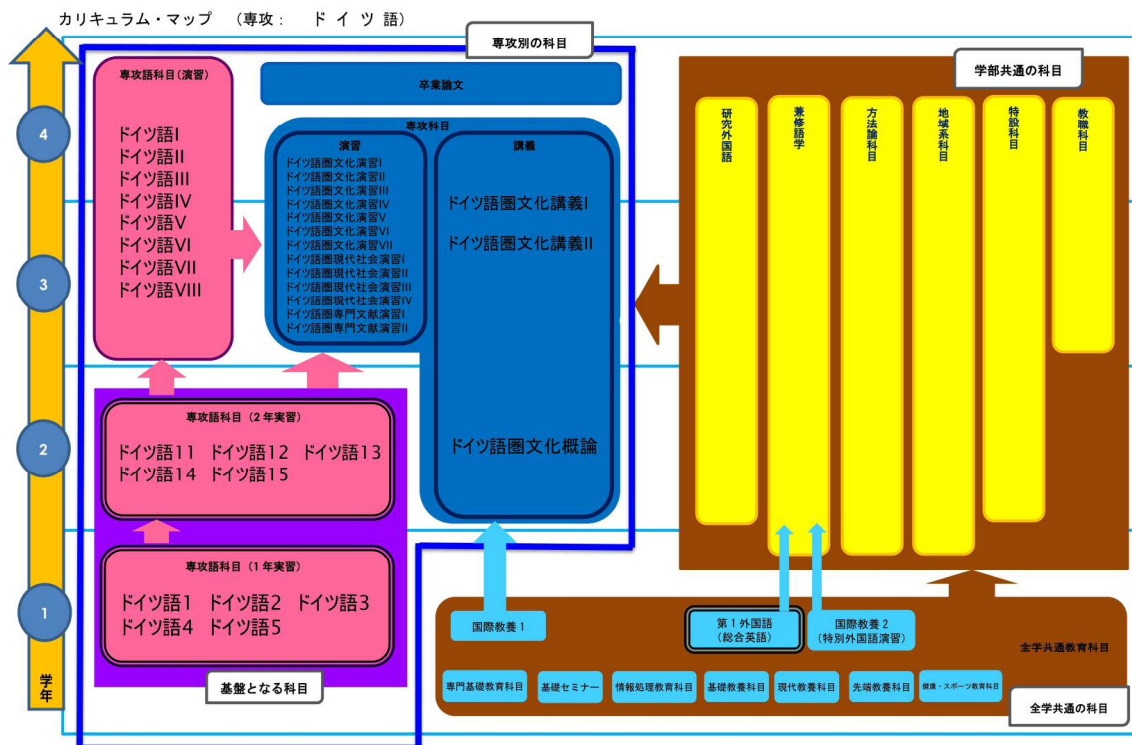 カリキュラム・マップ （専攻： ドイツ語）
専攻別の科目
学部共通の科目
4
3
2
1
学年
専攻語科目（演習）
ドイツ語I
ドイツ語II
ドイツ語III
ドイツ語IV
ドイツ語V
ドイツ語VI
ドイツ語VII
ドイツ語VIII
卒業論文
専攻科目
演習
ドイツ語圏文化演習I
ドイツ語圏文化演習II
ドイツ語圏文化演習III
ドイツ語圏文化演習IV
ドイツ語圏文化演習V
ドイツ語圏文化演習VI
ドイツ語圏文化演習VII
ドイツ語圏現代社会演習I
ドイツ語圏現代社会演習II
ドイツ語圏現代社会演習III
ドイツ語圏現代社会演習IV
ドイツ語圏専門文献演習I
ドイツ語圏専門文献演習II
講義
ドイツ語圏文化講義I
ドイツ語圏文化講義II
ドイツ語圏文化概論
研究外国語
兼修語学
方法論科目
地域系科目
特設科目
教職科目
専攻語科目（2年実習）
ドイツ語11 ドイツ語12 ドイツ語13
ドイツ語14 ドイツ語15
専攻語科目（1年実習）
ドイツ語1 ドイツ語2 ドイツ語3
ドイツ語4 ドイツ語5
基盤となる科目
国際教養1
第1外国語
（総合英語）
国際教養2
（特別外国語演習）
全学共通教育科目
専門基礎教育科目
基礎セミナー
情報処理教育科目
基礎教養科目
現代教養科目
先端教養科目
健康・スポーツ教育科目
全学共通の科目